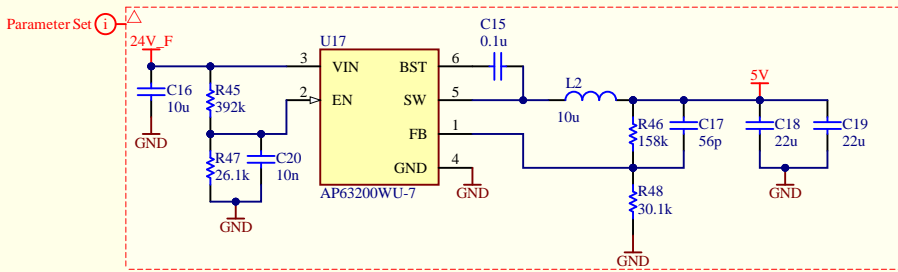 Parameter Set
i
24V_F
C16
10u
GND
R45
392k
R47
26.1k
C20
10n
GND
U17
3
VIN
2
EN
BST
6
SW
5
FB
1
GND
4
AP63200WU-7
GND
C15
0.1u
L2
10u
R46
158k
C17
56p
R48
30.1k
GND
5V
C18
22u
C19
22u
GND